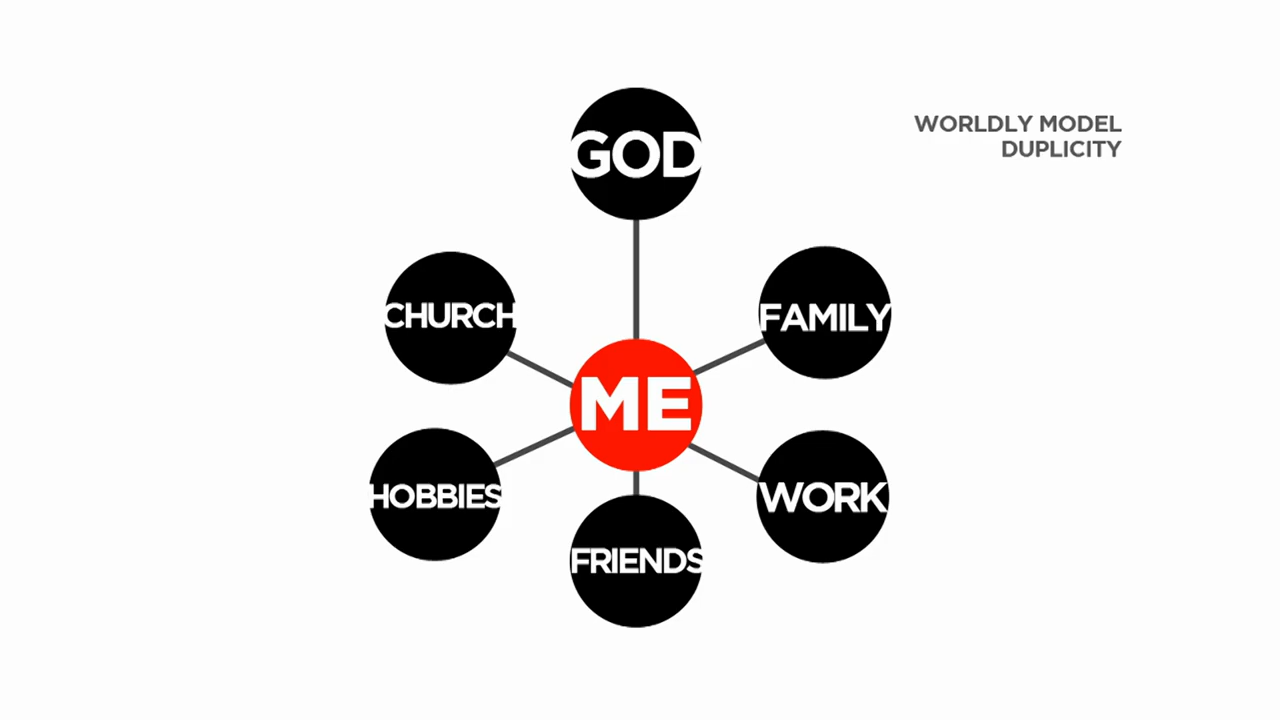 GOD
WORLDLY MODEL
DUPLICITY
CHURCH
FAMILY
ME
HOBBIES
WORK
FRIENDS